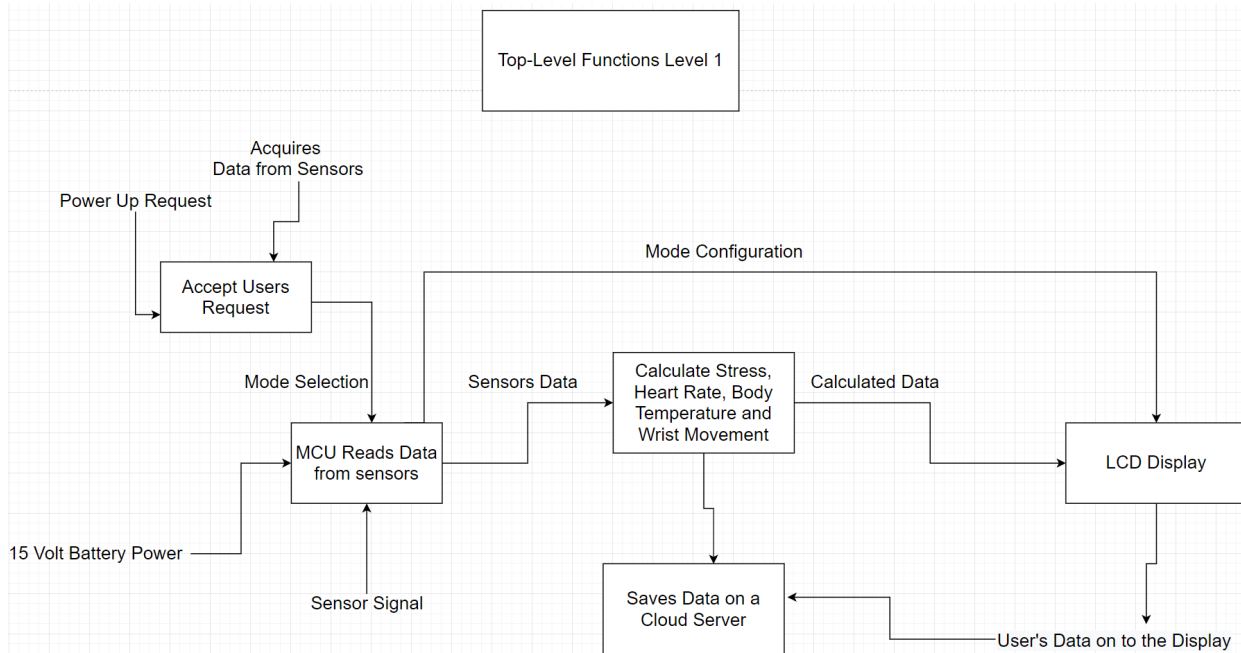 Top-Level Functions Level 1
Acquires
Data from Sensors
Power Up Request
Mode Configuration
Accept Users
Request
Mode Selection
Sensors Data
Calculate Stress,
Heart Rate, Body
Temperature and
Wrist Movement
Calculated Data
MCU Reads Data
from sensors
LCD Display
15 Volt Battery Power
Sensor Signal
Saves Data on a
Cloud Server
User's Data on to the Display